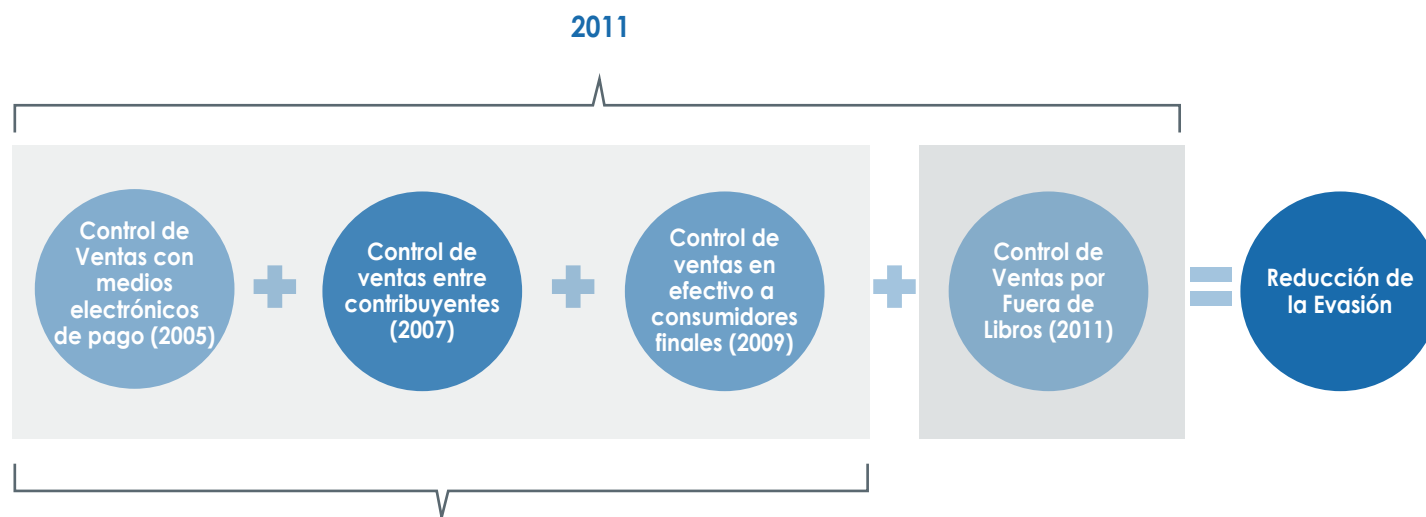 2011
Control de
Ventas con
medios
electrónicos
de pago (2005)
Control de
ventas entre
contribuyentes
(2007)
Control de
ventas en
efectivo a
consumidores
finales (2009)
Control de
Ventas por
Fuera de
Libros (2011)
Reducción de
la Evasión